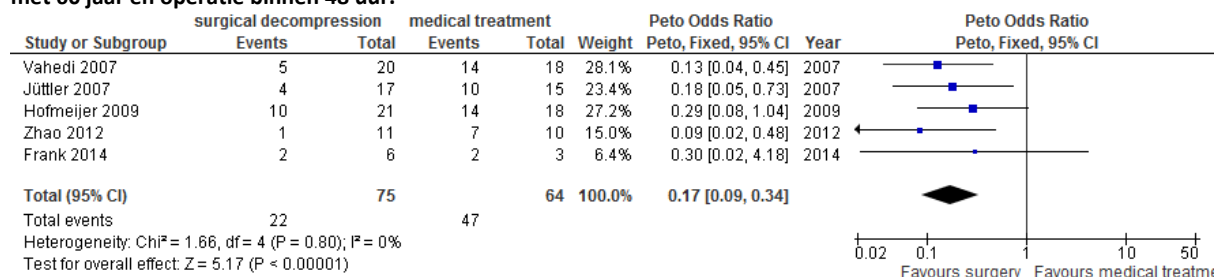 met 60 jaar en operatie binnen 48 uur.
surgical decompression medical treatment Peto Odds Ratio Peto Odds Ratio
Study or Subgroup Events Total Events Total Weight Peto, Fixed, 95% CI Year Peto, Fixed, 95% CI
Vahedi 2007 5 20 14 18 28.1% 0.13 [0.04, 0.45] 2007
Jüttler 2007 4 17 10 15 23.4% 0.18 [0.05, 0.73] 2007
Hofmeijer 2009 10 21 14 18 27.2% 0.29 [0.08, 1.04] 2009
Zhao 2012 1 11 7 10 15.0% 0.09 [0.02, 0.48] 2012
Frank 2014 2 6 2 3 6.4% 0.30 [0.02, 4.18] 2014
Total (95% CI) 75 64 100.0% 0.17 [0.09, 0.34]
Total events 22 47
Heterogeneity: Chi² = 1.66, df = 4 (P = 0.80); I² = 0%
Test for overall effect: Z = 5.17 (P < 0.00001)
0.02 0.1 1 10 50
Favours surgery Favours medical treatme